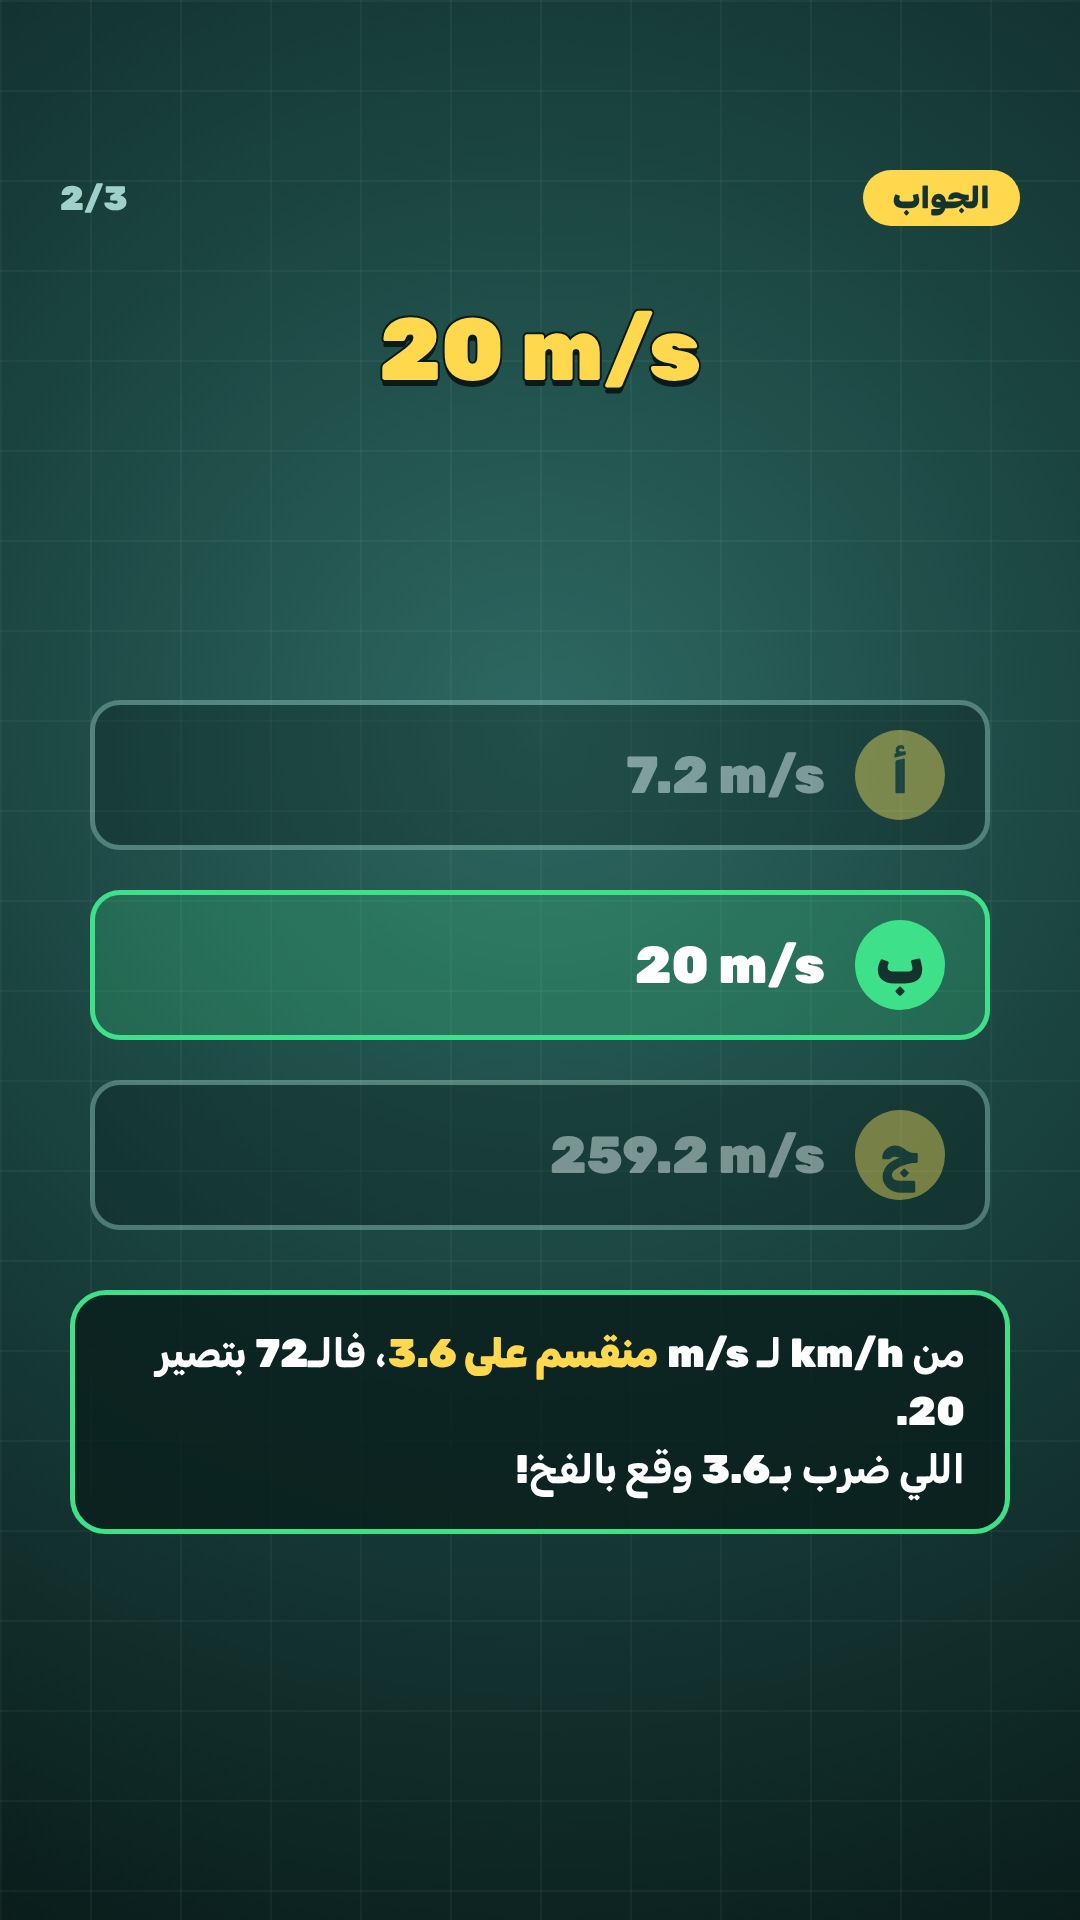 الجواب
2/3
20 m/s
أ
7.2 m/s
ب
20 m/s
ج
259.2 m/s
من km/h لـ m/s منقسم على 3.6، فالـ72 بتصير
20.
اللي ضرب بـ3.6 وقع بالفخ!